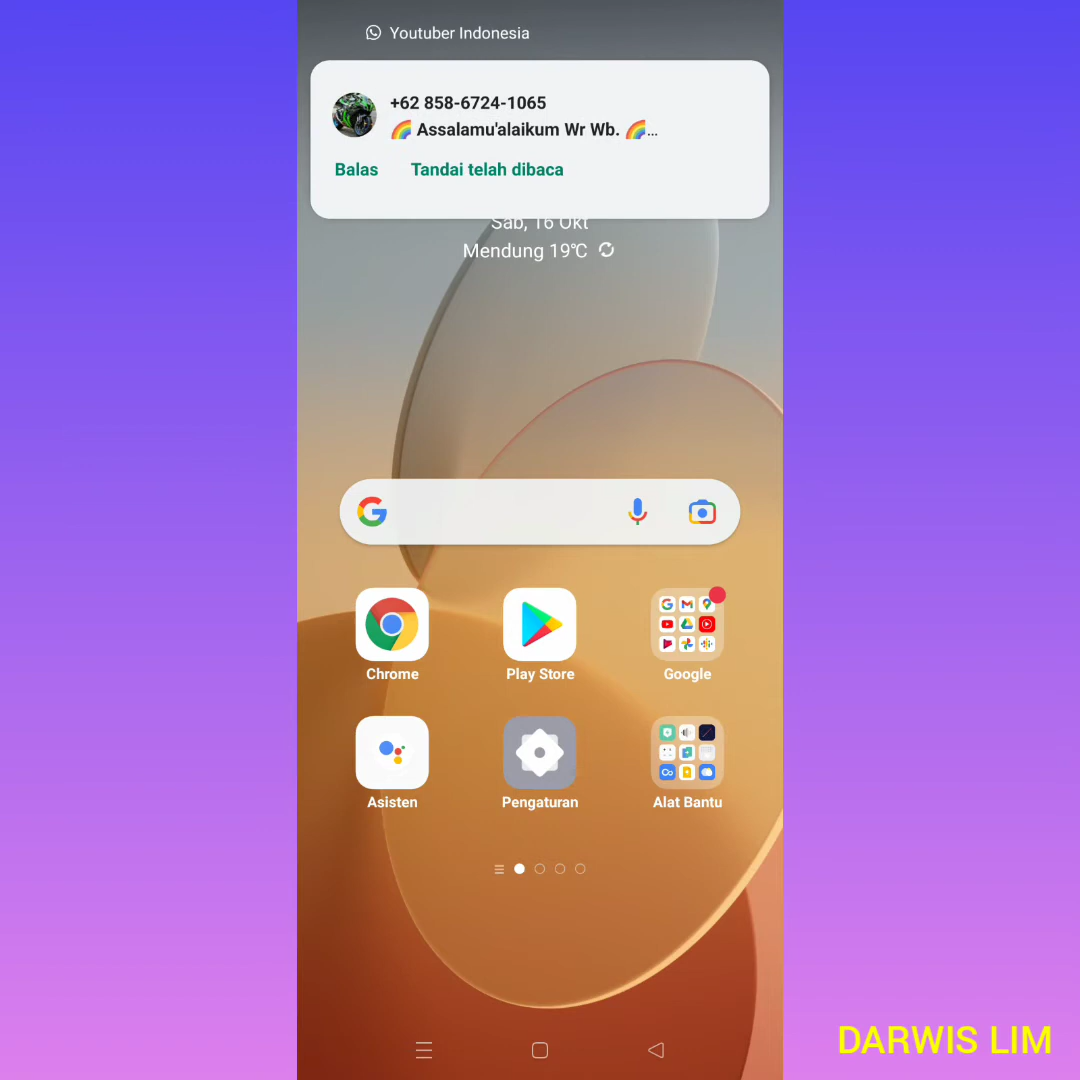 Youtuber Indonesia
+62 858-6724-1065
🌈 Assalamu'alaikum Wr Wb. 🌈...
Balas Tandai telah dibaca
Sab, 16 Okt
Mendung 19°C
Chrome Play Store Google
Asisten Pengaturan Alat Bantu
DARWIS LIM